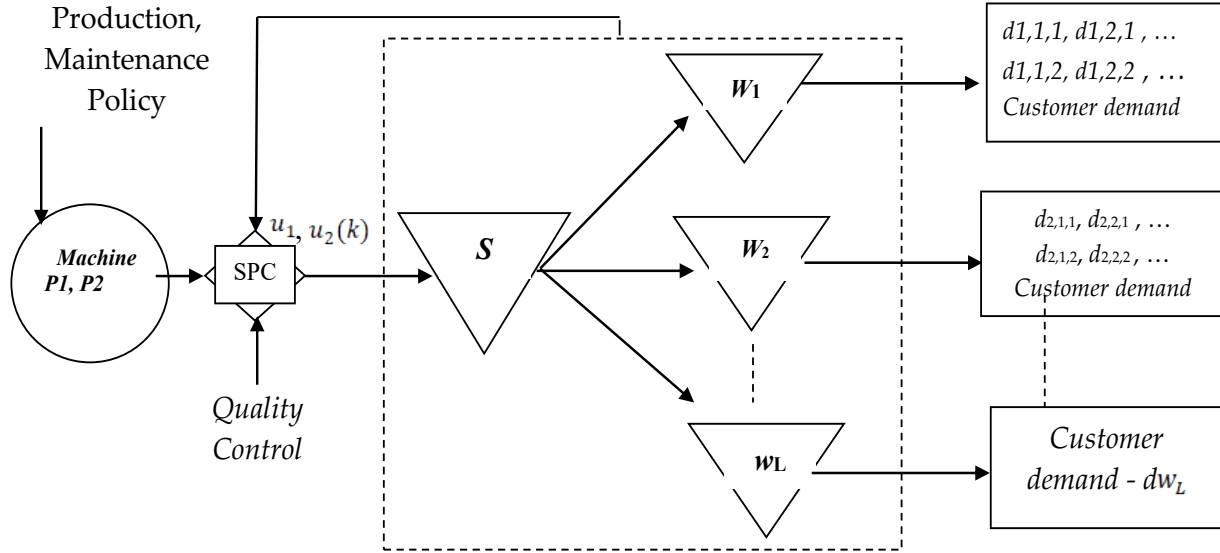 Production,
Maintenance
Policy
Machine
P1, P2
SPC
u₁, u₂(k)
Quality
Control
S
W₁
W₂
w_L
d1,1,1, d1,2,1 , …
d1,1,2, d1,2,2 , …
Customer demand
d₂,₁,₁, d₂,₂,₁ , …
d₂,₁,₂, d₂,₂,₂ , …
Customer demand
Customer
demand - dw_L